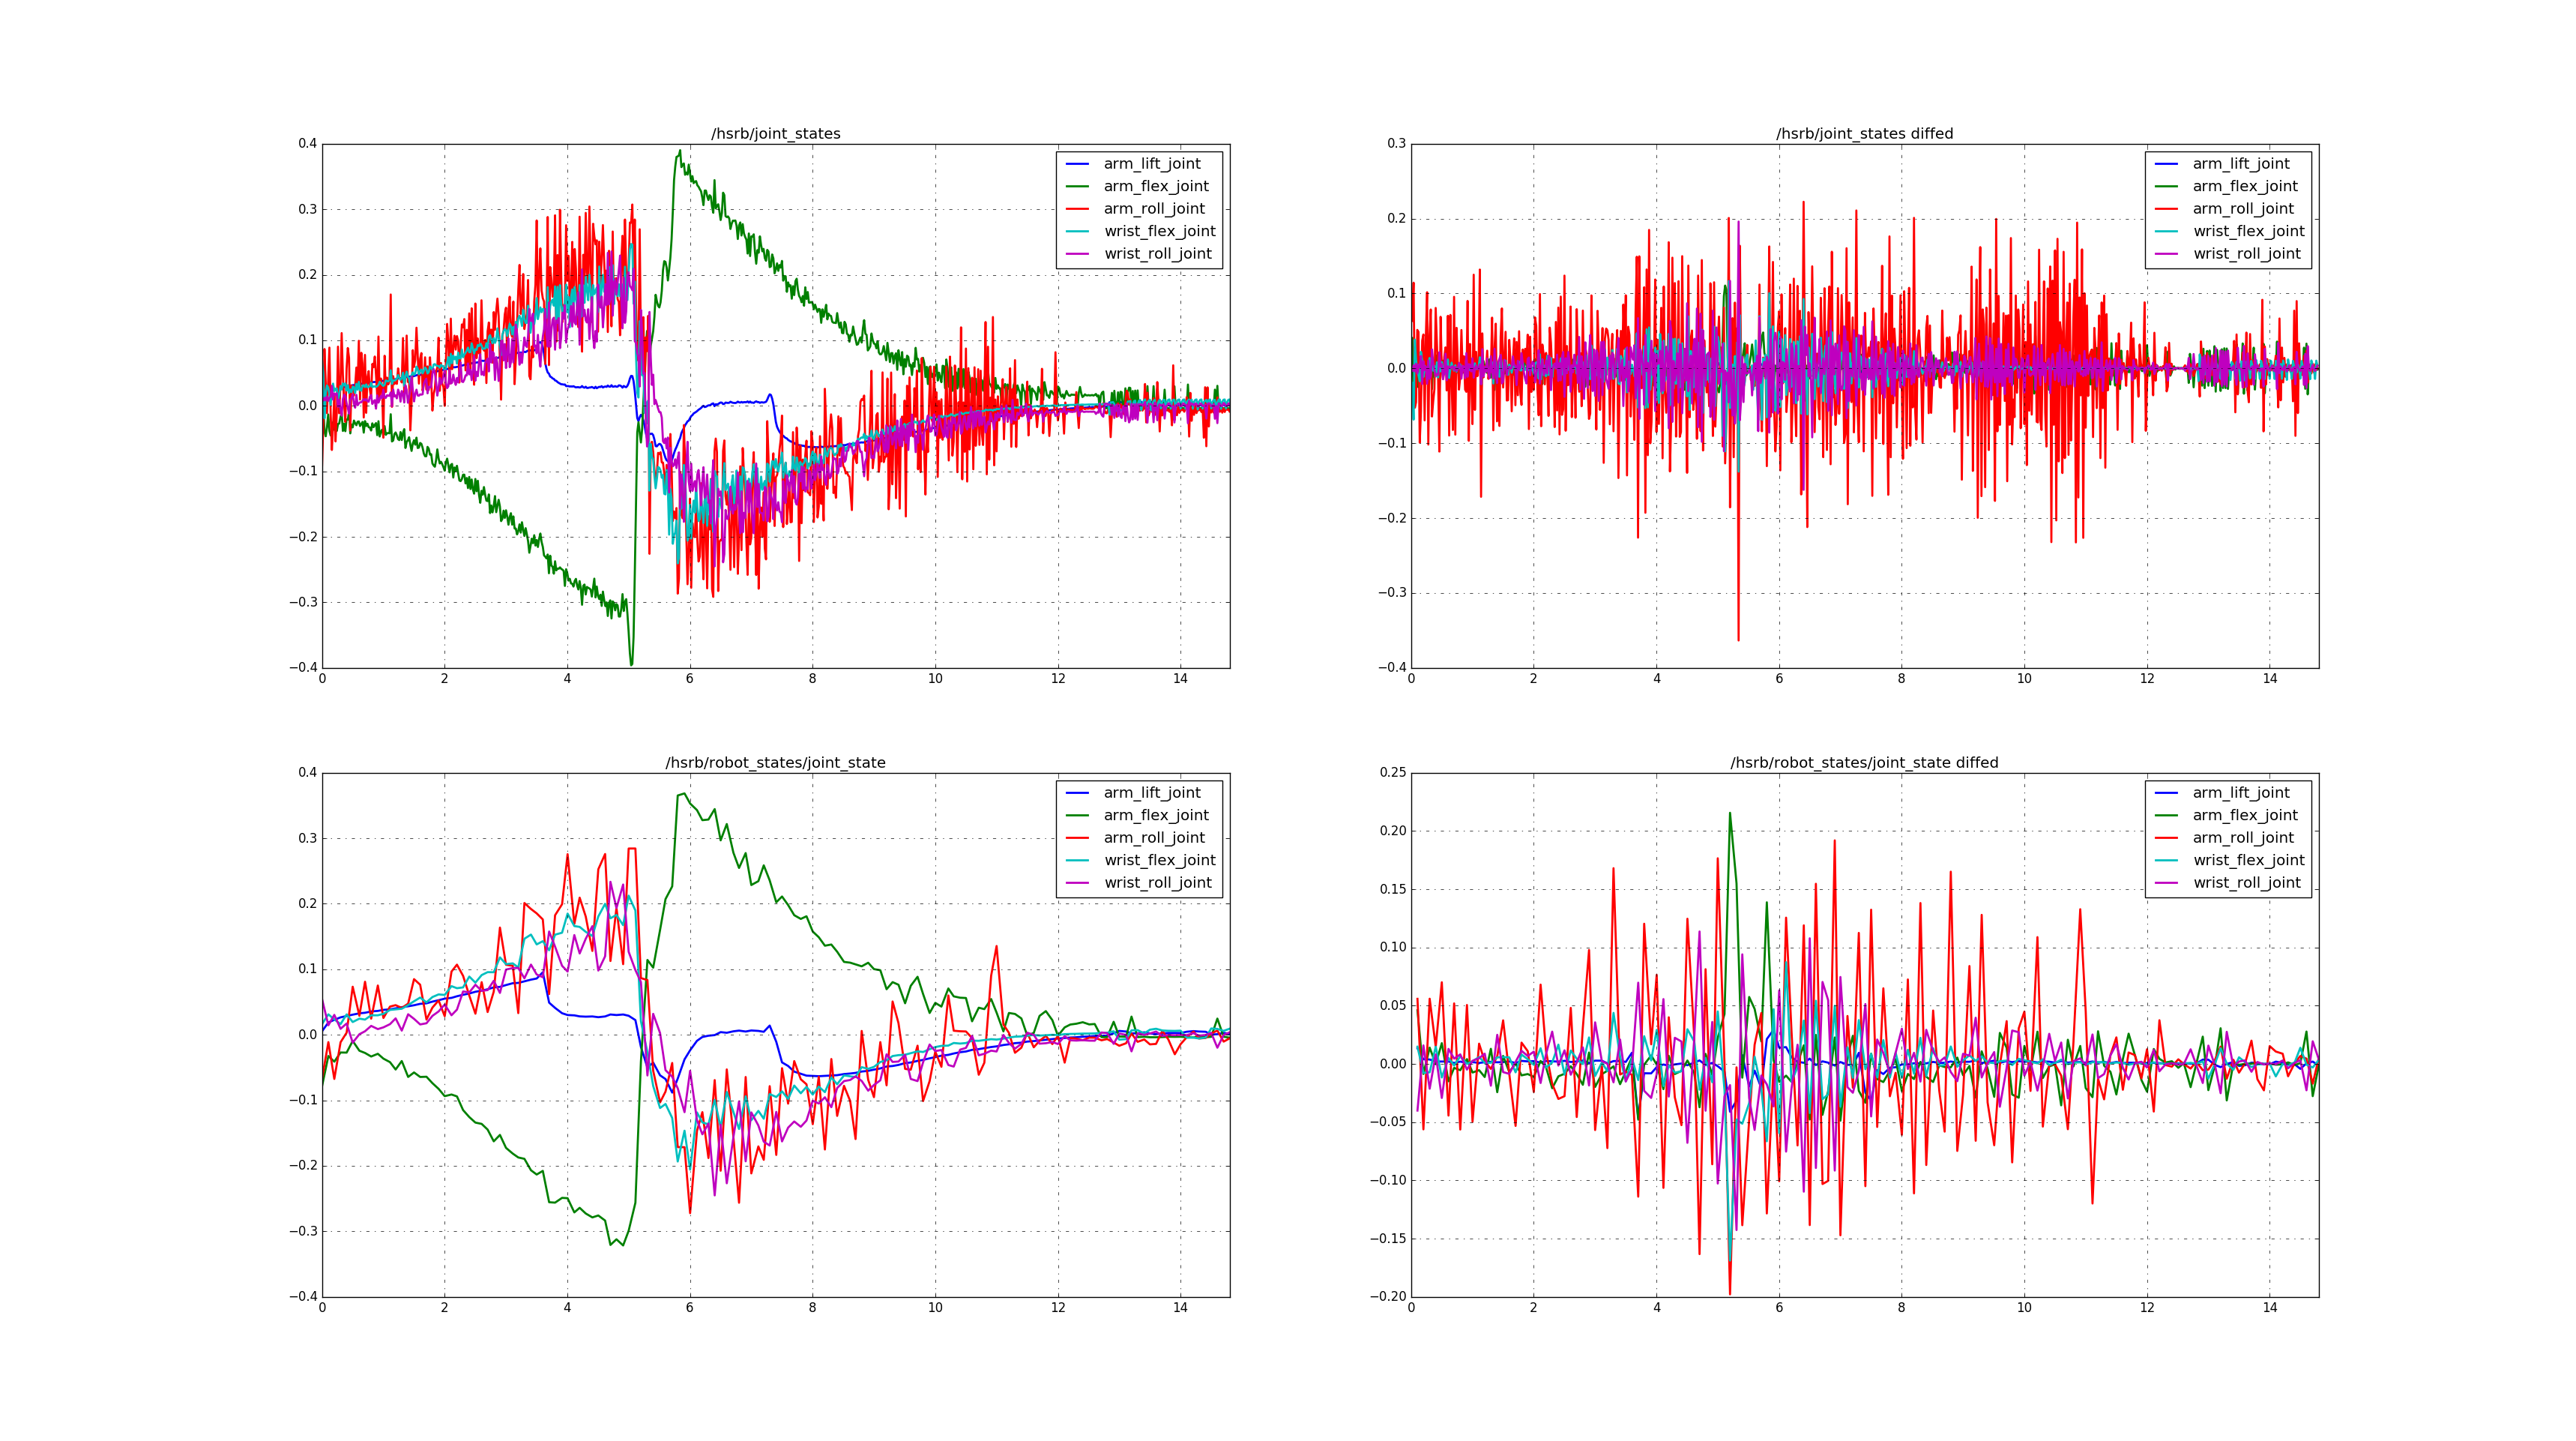 /hsrb/joint_states
0.4
0.3
0.2
0.1
0.0
−0.1
−0.2
−0.3
−0.4
0 2 4 6 8 10 12 14
arm_lift_joint
arm_flex_joint
arm_roll_joint
wrist_flex_joint
wrist_roll_joint
/hsrb/joint_states diffed
0.3
0.2
0.1
0.0
−0.1
−0.2
−0.3
−0.4
0 2 4 6 8 10 12 14
arm_lift_joint
arm_flex_joint
arm_roll_joint
wrist_flex_joint
wrist_roll_joint
/hsrb/robot_states/joint_state
0.4
0.3
0.2
0.1
0.0
−0.1
−0.2
−0.3
−0.4
0 2 4 6 8 10 12 14
arm_lift_joint
arm_flex_joint
arm_roll_joint
wrist_flex_joint
wrist_roll_joint
/hsrb/robot_states/joint_state diffed
0.25
0.20
0.15
0.10
0.05
0.00
−0.05
−0.10
−0.15
−0.20
0 2 4 6 8 10 12 14
arm_lift_joint
arm_flex_joint
arm_roll_joint
wrist_flex_joint
wrist_roll_joint